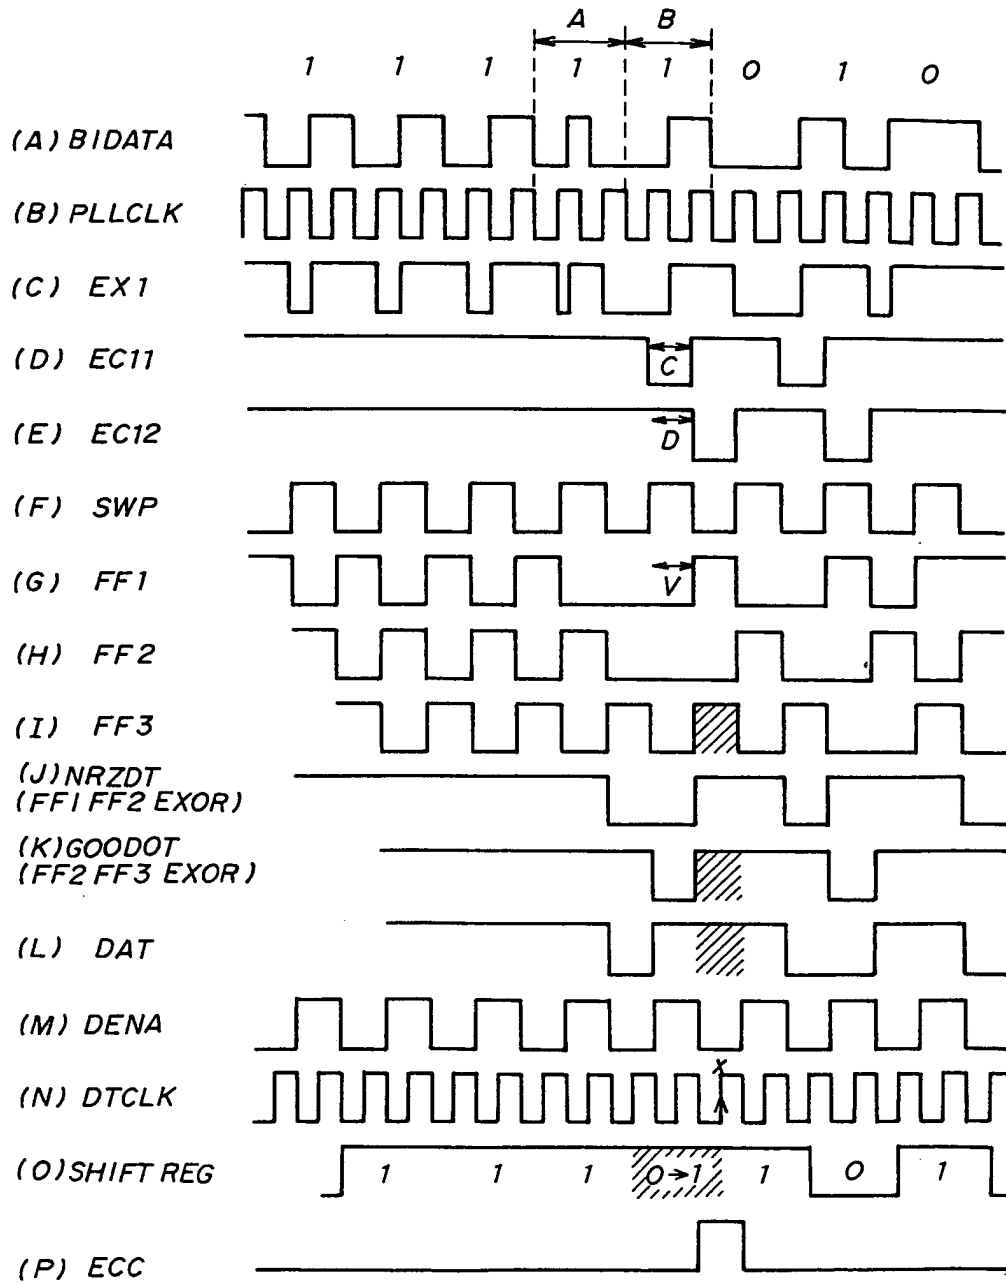 A B
1 1 1 1 1 0 1 0
(A) BIDATA
(B) PLLCLK
(C) EX1
(D) EC11
C
(E) EC12
D
(F) SWP
(G) FF1
V
(H) FF2
(I) FF3
(J) NRZDT
(FF1 FF2 EXOR)
(K) GOODOT
(FF2 FF3 EXOR)
(L) DAT
(M) DENA
X
(N) DTCLK
(O) SHIFT REG 1 1 1 0→1 1 0 1
(P) ECC